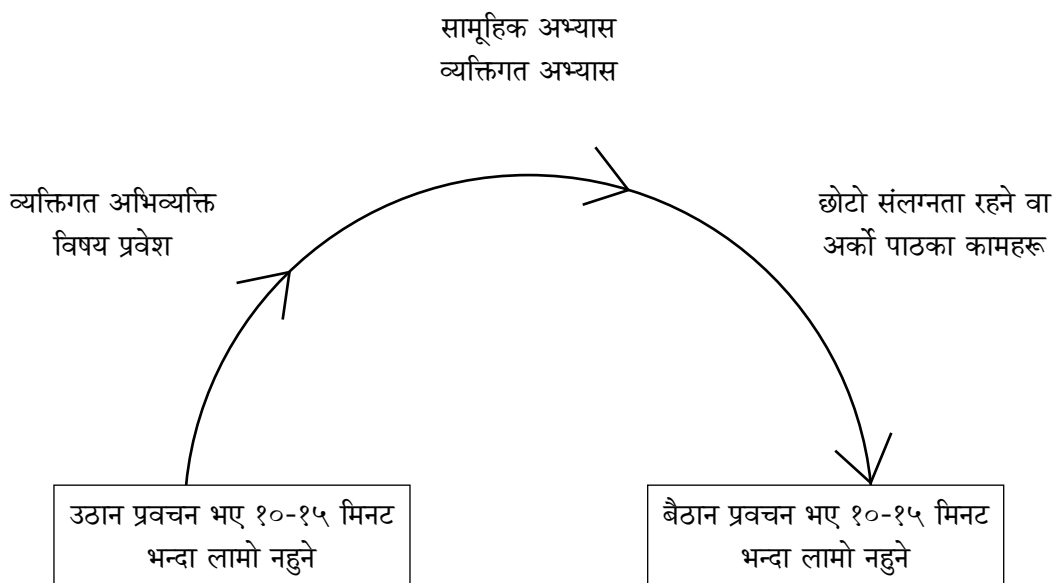 सामूहिक अभ्यास
व्यक्तिगत अभ्यास
व्यक्तिगत अभिव्यक्ति
विषय प्रवेश
छोटो संलग्नता रहने वा
अर्को पाठका कामहरू
उठान प्रवचन भए १०-१५ मिनट
भन्दा लामो नहुने
बैठान प्रवचन भए १०-१५ मिनट
भन्दा लामो नहुने